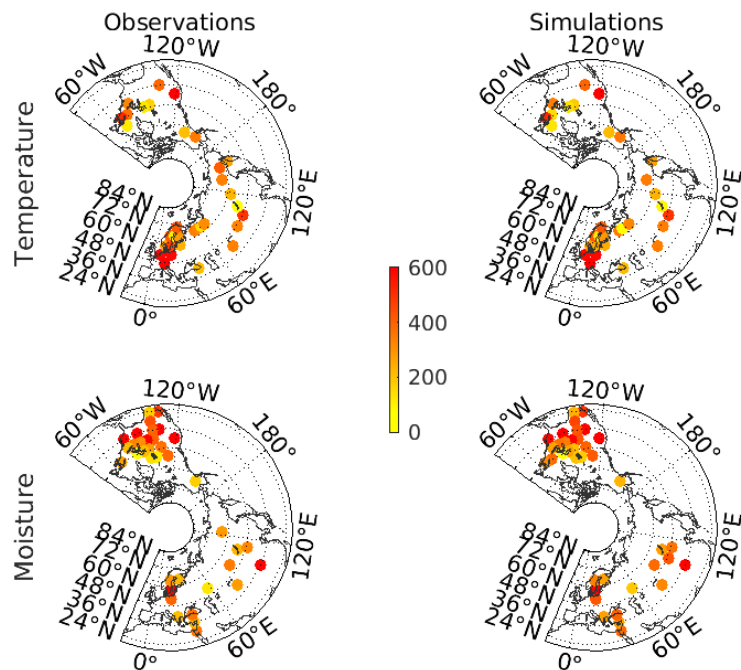 Observations
Simulations
Temperature
60°W
120°W
180°
120°E
60°E
0°
84°N
72°N
60°N
48°N
36°N
24°N
60°W
120°W
180°
120°E
60°E
0°
84°N
72°N
60°N
48°N
36°N
24°N
600
400
200
0
Moisture
60°W
120°W
180°
120°E
60°E
0°
84°N
72°N
60°N
48°N
36°N
24°N
60°W
120°W
180°
120°E
60°E
0°
84°N
72°N
60°N
48°N
36°N
24°N